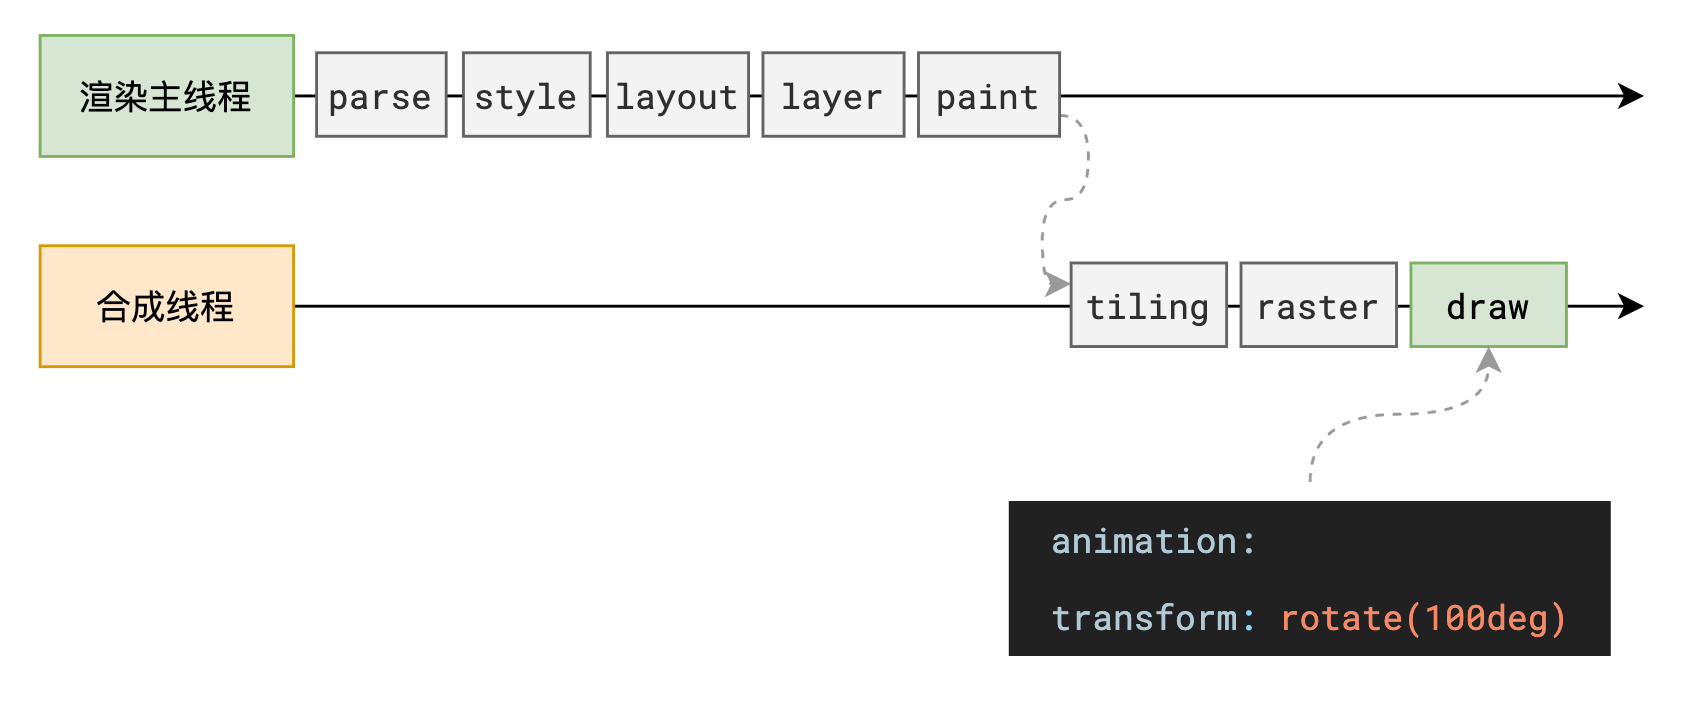 渲染主线程
parse
style
layout
layer
paint
合成线程
tiling
raster
draw
animation:
transform: rotate(100deg)